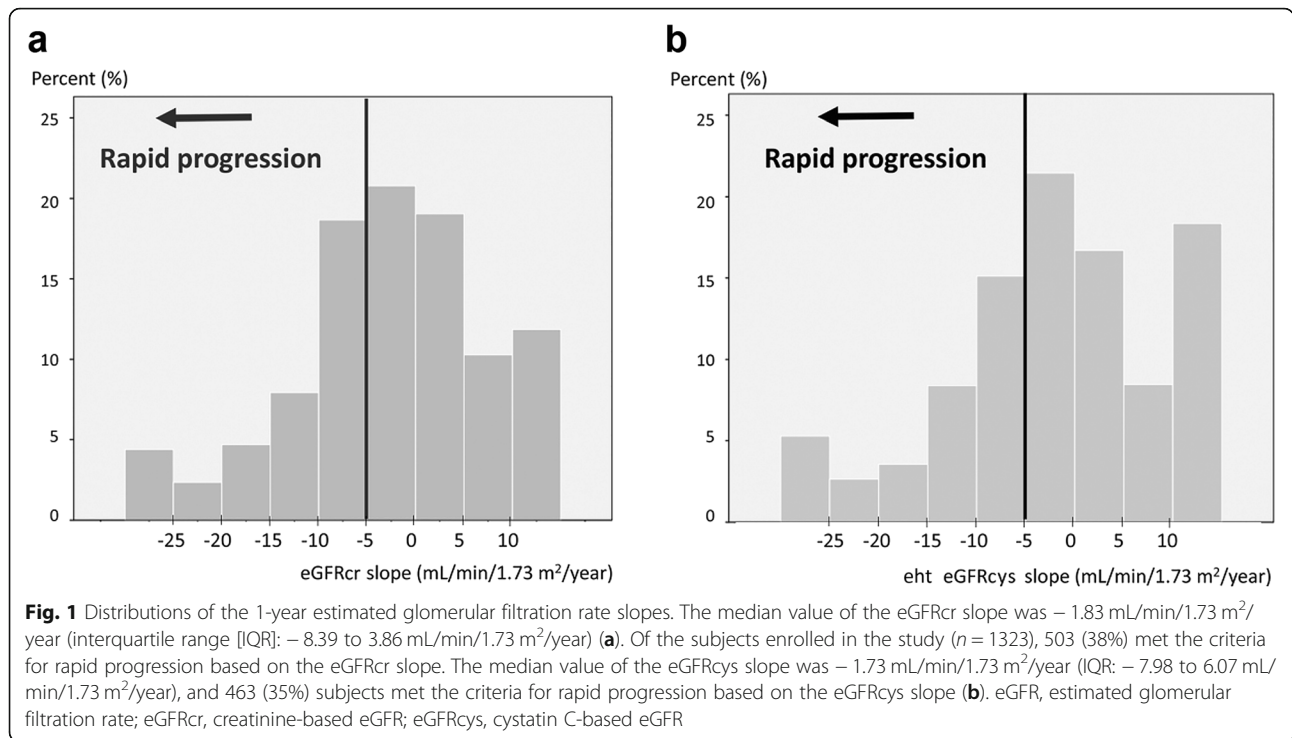 a
Percent (%)
25
20
15
10
5
0
Rapid progression
-25 -20 -15 -10 -5 0 5 10
eGFRcr slope (mL/min/1.73 m²/year)
b
Percent (%)
25
20
15
10
5
0
Rapid progression
-25 -20 -15 -10 -5 0 5 10
eht eGFRcys slope (mL/min/1.73 m²/year)
Fig. 1 Distributions of the 1-year estimated glomerular filtration rate slopes. The median value of the eGFRcr slope was − 1.83 mL/min/1.73 m²/
year (interquartile range [IQR]: − 8.39 to 3.86 mL/min/1.73 m²/year) (a). Of the subjects enrolled in the study (n = 1323), 503 (38%) met the criteria
for rapid progression based on the eGFRcr slope. The median value of the eGFRcys slope was − 1.73 mL/min/1.73 m²/year (IQR: − 7.98 to 6.07 mL/
min/1.73 m²/year), and 463 (35%) subjects met the criteria for rapid progression based on the eGFRcys slope (b). eGFR, estimated glomerular
filtration rate; eGFRcr, creatinine-based eGFR; eGFRcys, cystatin C-based eGFR